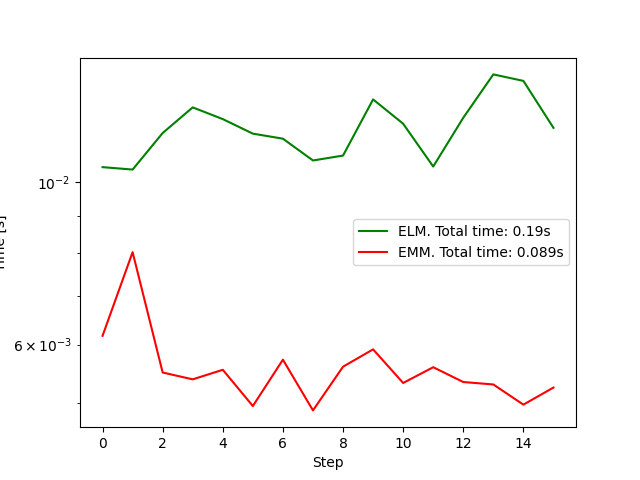 10⁻²
6 × 10⁻³
Time [s]
ELM. Total time: 0.19s
EMM. Total time: 0.089s
0 2 4 6 8 10 12 14
Step